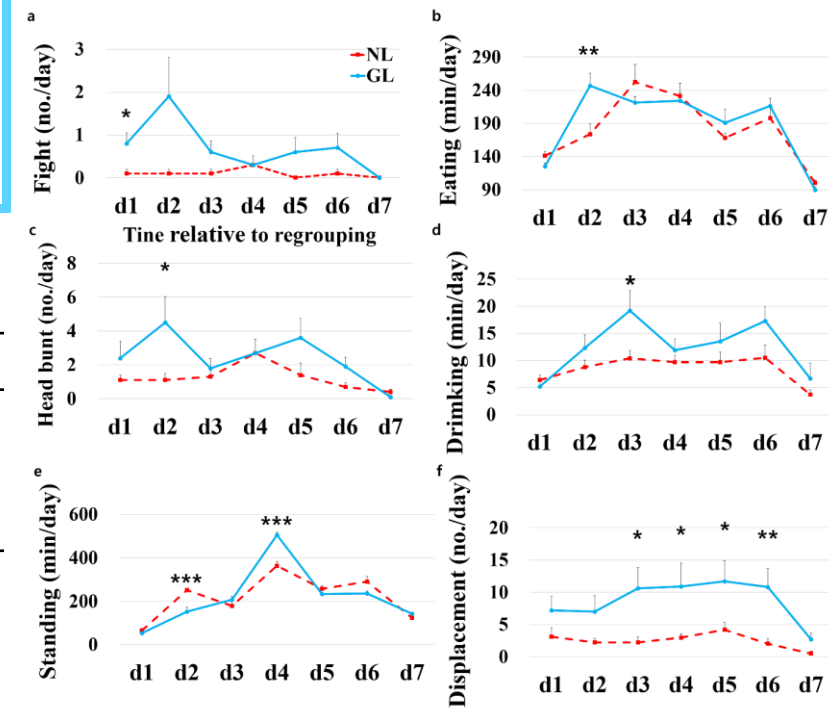 a
Fight (no./day)
3
2
1
0
*
NL
GL
d1 d2 d3 d4 d5 d6 d7
Tine relative to regrouping
b
Eating (min/day)
290
240
190
140
90
**
d1 d2 d3 d4 d5 d6 d7
c
Head bunt (no./day)
8
6
4
2
0
*
d1 d2 d3 d4 d5 d6 d7
d
Drimking (min/day)
25
20
15
10
5
0
*
d1 d2 d3 d4 d5 d6 d7
e
Standing (min/day)
600
400
200
0
*** ***
d1 d2 d3 d4 d5 d6 d7
f
Displacement (no./day)
20
15
10
5
0
* * * **
d1 d2 d3 d4 d5 d6 d7